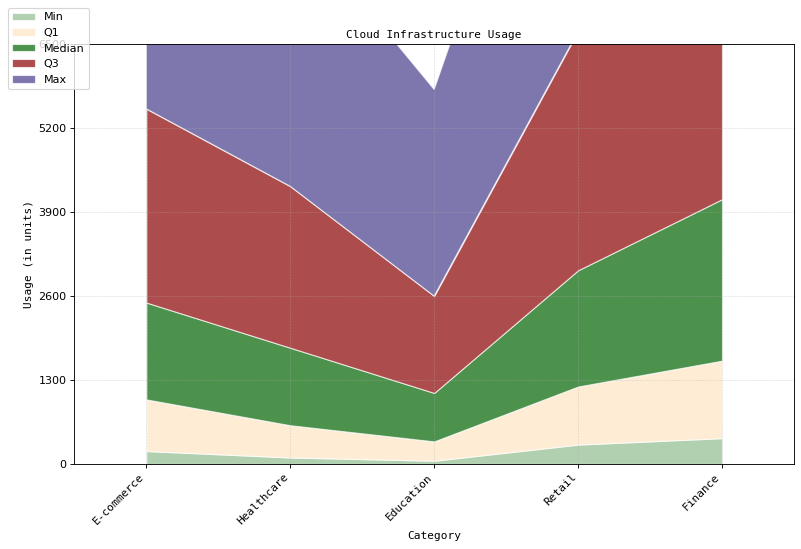 Cloud Infrastructure Usage
Min
Q1
Median
Q3
Max
6500
5200
3900
2600
1300
0
Usage (in units)
E-commerce
Healthcare
Education
Retail
Finance
Category